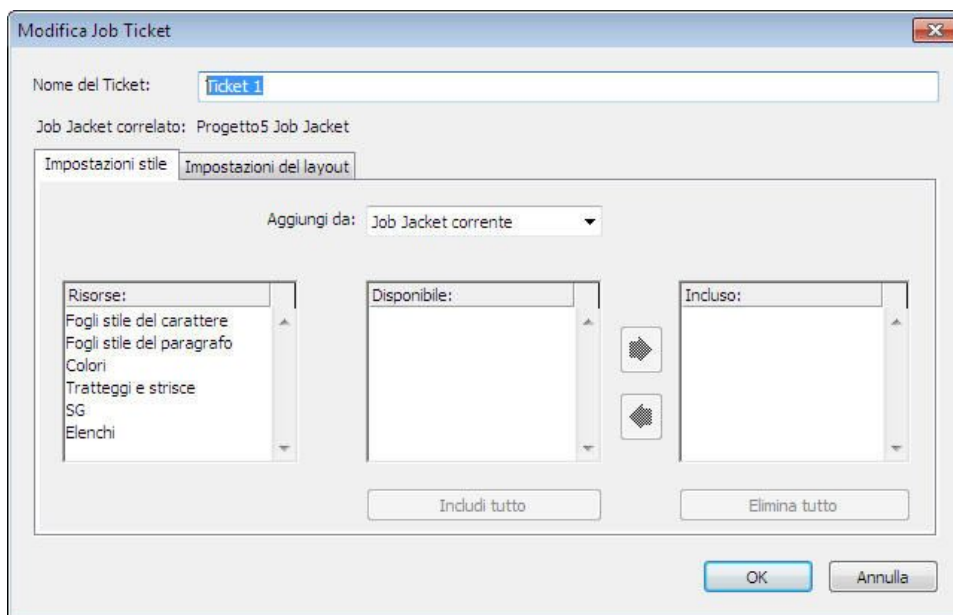 Modifica Job Ticket
Nome del Ticket: Ticket 1
Job Jacket correlato: Progetto5 Job Jacket
Impostazioni stile Impostazioni del layout
Aggiungi da: Job Jacket corrente
Risorse: Disponibile: Incluso:
Fogli stile del carattere
Fogli stile del paragrafo
Colori
Tratteggi e strisce
SG
Elenchi
Includi tutto Elimina tutto
OK Annulla